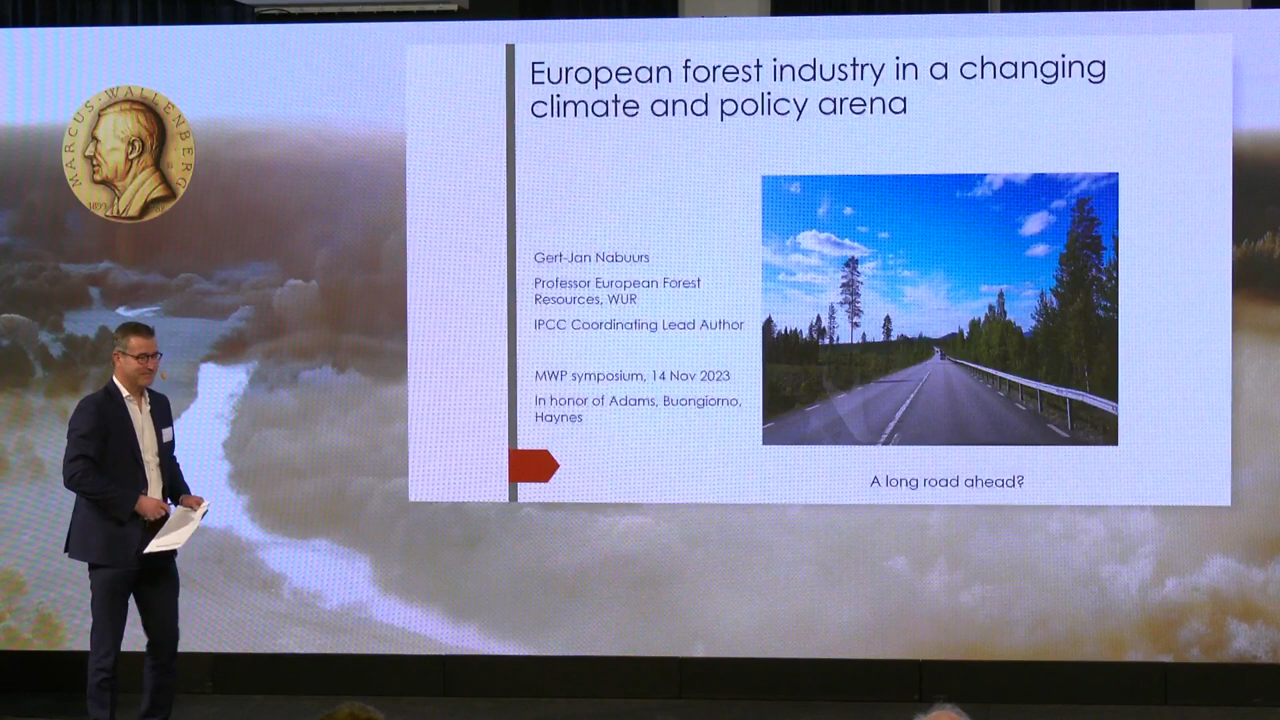 MARCUS·WALLENBERG
European forest industry in a changing
climate and policy arena
Gert-Jan Nabuurs
Professor European Forest
Resources, WUR
IPCC Coordinating Lead Author
MWP symposium, 14 Nov 2023
In honor of Adams, Buongiorno,
Haynes
A long road ahead?